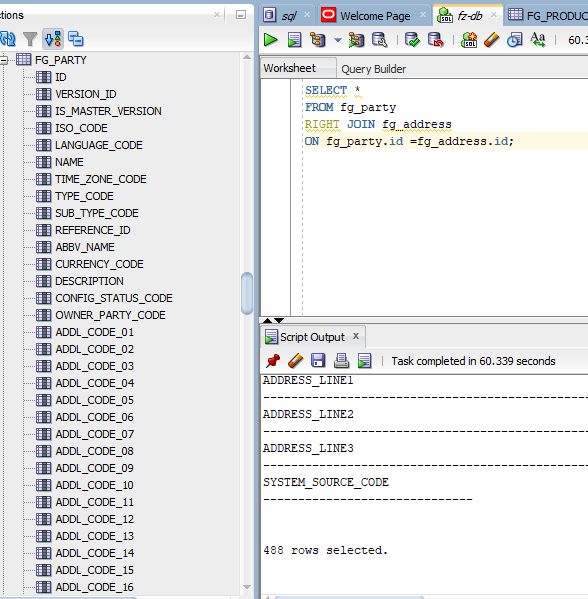 ctions
sql
Welcome Page
fz-db
FG_PRODUC
60.3
SQL
Aa
Worksheet
Query Builder
FG_PARTY
ID
VERSION_ID
IS_MASTER_VERSION
ISO_CODE
LANGUAGE_CODE
NAME
TIME_ZONE_CODE
TYPE_CODE
SUB_TYPE_CODE
REFERENCE_ID
ABBV_NAME
CURRENCY_CODE
DESCRIPTION
CONFIG_STATUS_CODE
OWNER_PARTY_CODE
ADDL_CODE_01
ADDL_CODE_02
ADDL_CODE_03
ADDL_CODE_04
ADDL_CODE_05
ADDL_CODE_06
ADDL_CODE_07
ADDL_CODE_08
ADDL_CODE_09
ADDL_CODE_10
ADDL_CODE_11
ADDL_CODE_12
ADDL_CODE_13
ADDL_CODE_14
ADDL_CODE_15
ADDL_CODE_16
SELECT *
FROM fg_party
RIGHT JOIN fg_address
ON fg_party.id =fg_address.id;
Script Output x
Task completed in 60.339 seconds
ADDRESS_LINE1
ADDRESS_LINE2
ADDRESS_LINE3
SYSTEM_SOURCE_CODE
488 rows selected.